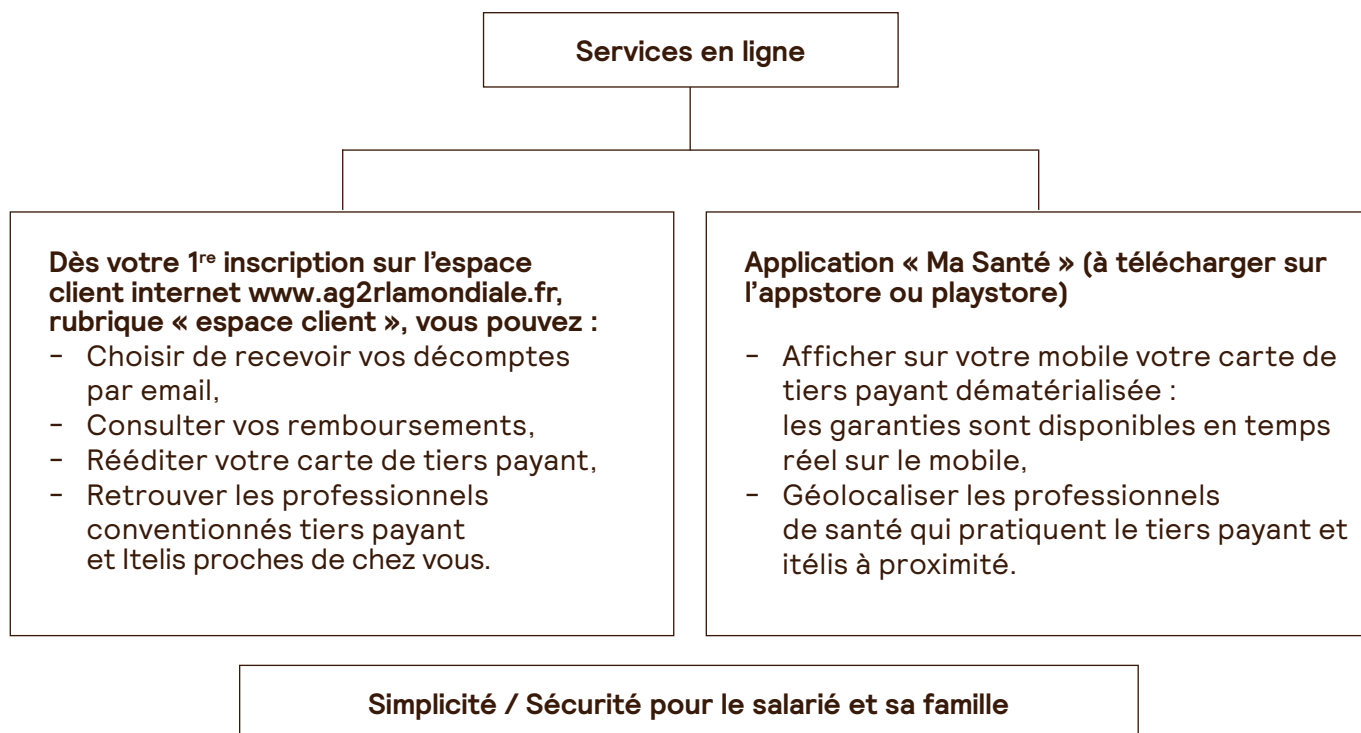 Services en ligne
Dès votre 1re inscription sur l'espace
client internet www.ag2rlamondiale.fr,
rubrique « espace client », vous pouvez :
- Choisir de recevoir vos décomptes
par email,
- Consulter vos remboursements,
- Rééditer votre carte de tiers payant,
- Retrouver les professionnels
conventionnés tiers payant
et Itelis proches de chez vous.
Application « Ma Santé » (à télécharger sur
l'appstore ou playstore)
- Afficher sur votre mobile votre carte de
tiers payant dématérialisée :
les garanties sont disponibles en temps
réel sur le mobile,
- Géolocaliser les professionnels
de santé qui pratiquent le tiers payant et
itélis à proximité.
Simplicité / Sécurité pour le salarié et sa famille